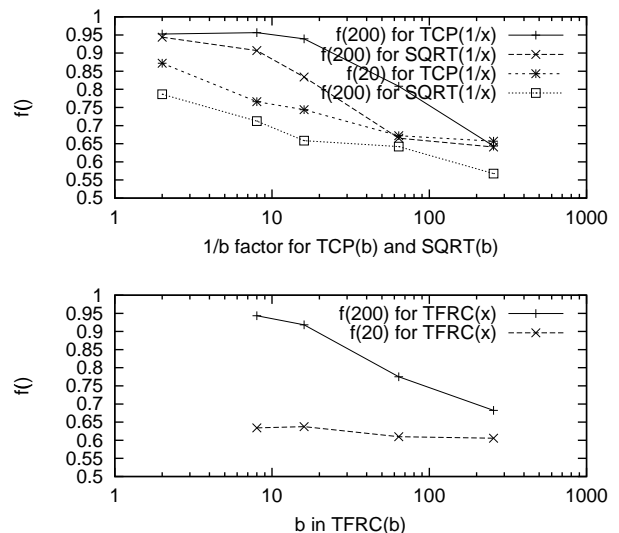 1
0.95
0.9
0.85
0.8
0.75
0.7
0.65
0.6
0.55
0.5
f()
f(200) for TCP(1/x)
f(200) for SQRT(1/x)
f(20) for TCP(1/x)
f(200) for SQRT(1/x)
1 10 100 1000
1/b factor for TCP(b) and SQRT(b)
1
0.95
0.9
0.85
0.8
0.75
0.7
0.65
0.6
0.55
0.5
f()
f(200) for TFRC(x)
f(20) for TFRC(x)
1 10 100 1000
b in TFRC(b)